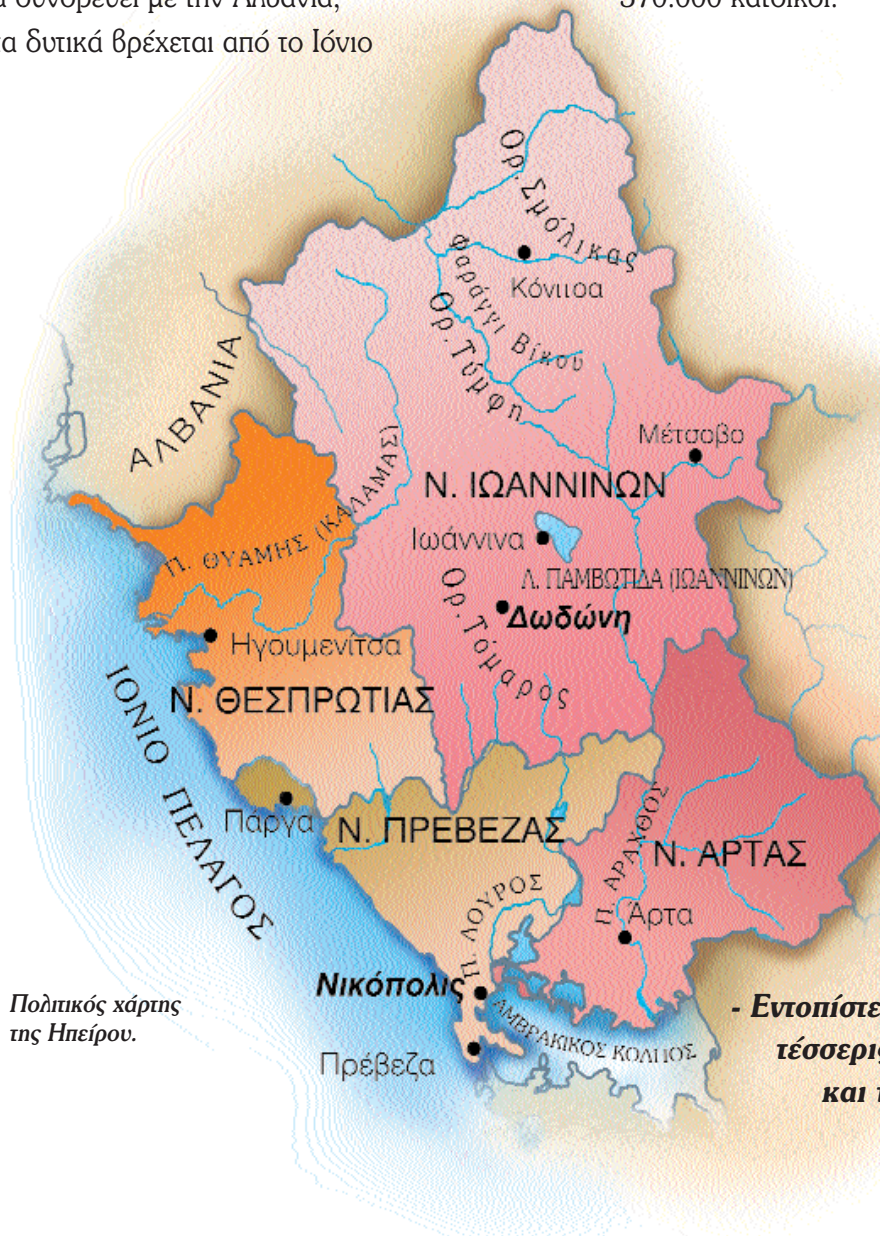 συνορεύει με την Αλβανία,
τα δυτικά βρέχεται από το Ιόνιο
370.000 κάτοικοι.
Ορ. Σμόλικας
Φαράγγι Βίκου
Κόνιτσα
Ορ. Τύμφη
ΑΛΒΑΝΙΑ
Μέτσοβο
Ν. ΙΩΑΝΝΙΝΩΝ
Π. ΘΥΑΜΗΣ (ΚΑΛΑΜΑΣ)
Ιωάννινα
Λ. ΠΑΜΒΩΤΙΔΑ (ΙΩΑΝΝΙΝΩΝ)
Ορ. Τόμαρος
Δωδώνη
Ηγουμενίτσα
Ν. ΘΕΣΠΡΩΤΙΑΣ
ΙΟΝΙΟ ΠΕΛΑΓΟΣ
Πάργα
Ν. ΠΡΕΒΕΖΑΣ
Π. ΑΡΑΧΘΟΣ
Ν. ΑΡΤΑΣ
Π. ΛΟΥΡΟΣ
Άρτα
Νικόπολις
ΑΜΒΡΑΚΙΚΟΣ ΚΟΛΠΟΣ
Πρέβεζα
Πολιτικός χάρτης
της Ηπείρου.
- Εντοπίστε
τέσσερις
και τ